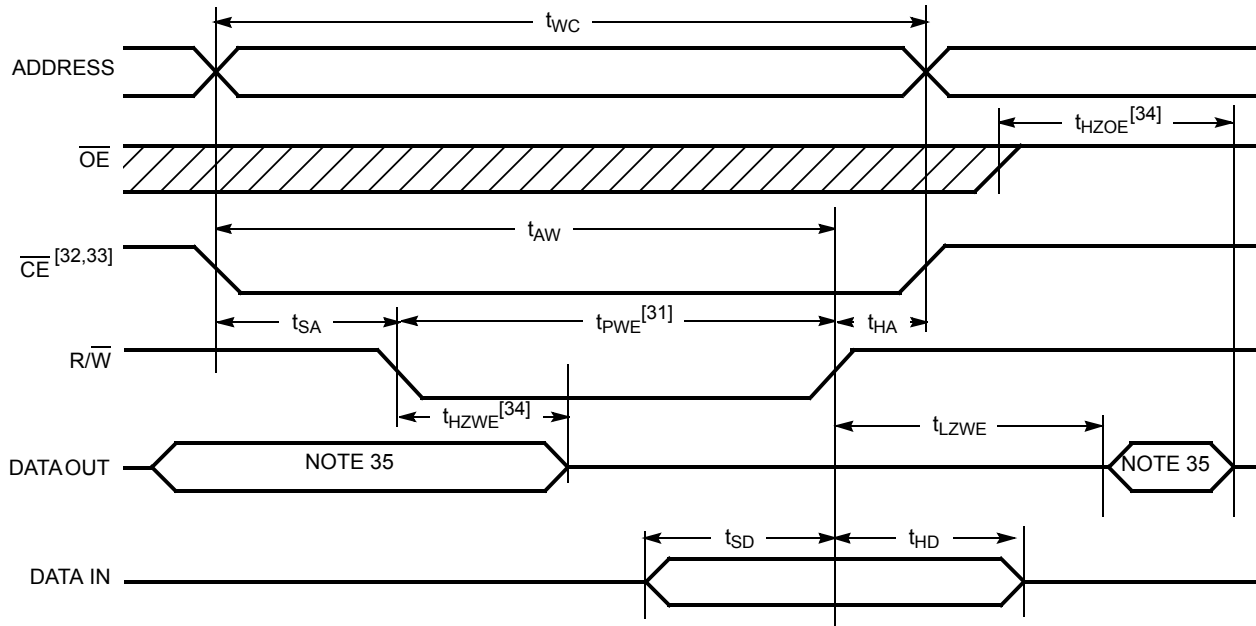 tWC
ADDRESS
tHZOE[34]
OE
tAW
CE [32,33]
tSA
tPWE[31]
tHA
R/W
tHZWE[34]
tLZWE
DATA OUT
NOTE 35
NOTE 35
tSD
tHD
DATA IN